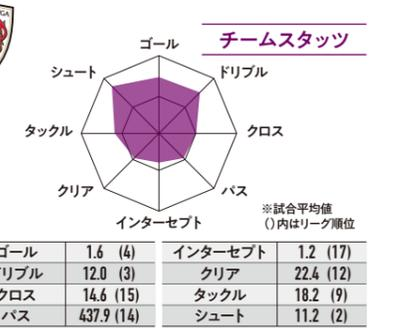 チームスタッツ
ゴール
シュート
ドリブル
タックル
クロス
クリア
パス
インターセプト
※試合平均値
()内はリーグ順位
ゴール 1.6 (4) インターセプト 1.2 (17)
ドリブル 12.0 (3) クリア 22.4 (12)
クロス 14.6 (15) タックル 18.2 (9)
パス 437.9 (14) シュート 11.2 (2)